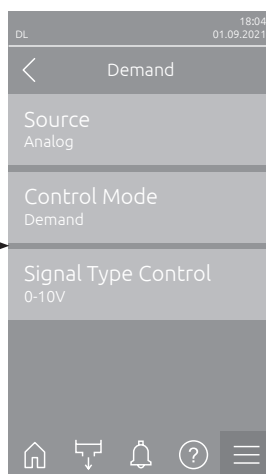 18:04
DL 01.09.2021
Demand
Source
Analog
Control Mode
Demand
Signal Type Control
0-10V
?